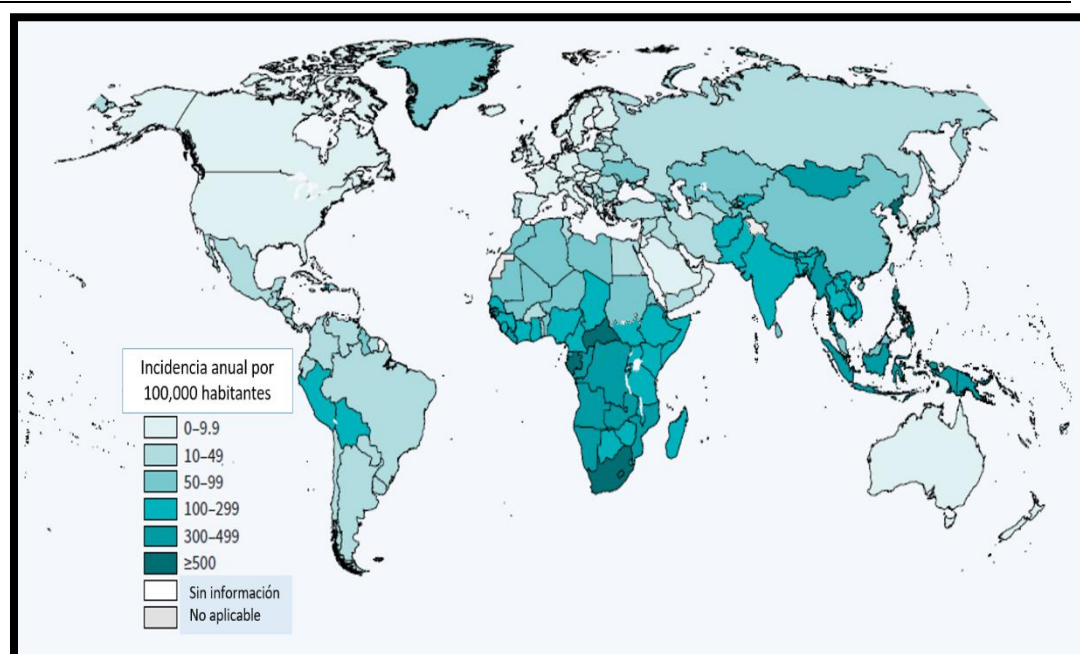 Incidencia anual por
100,000 habitantes
0–9.9
10–49
50–99
100–299
300–499
≥500
Sin información
No aplicable